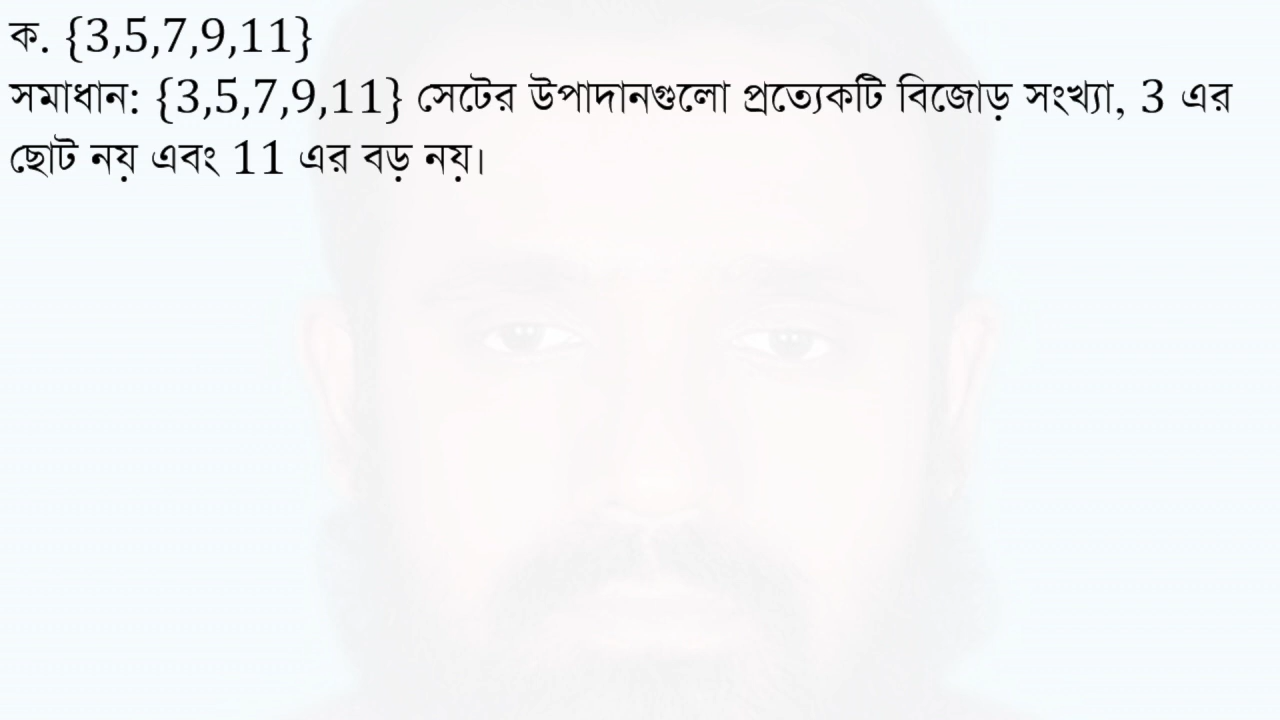 ক. {3,5,7,9,11}
সমাধান: {3,5,7,9,11} সেটের উপাদানগুলো প্রত্যেকটি বিজোড় সংখ্যা, 3 এর
ছোট নয় এবং 11 এর বড় নয়।